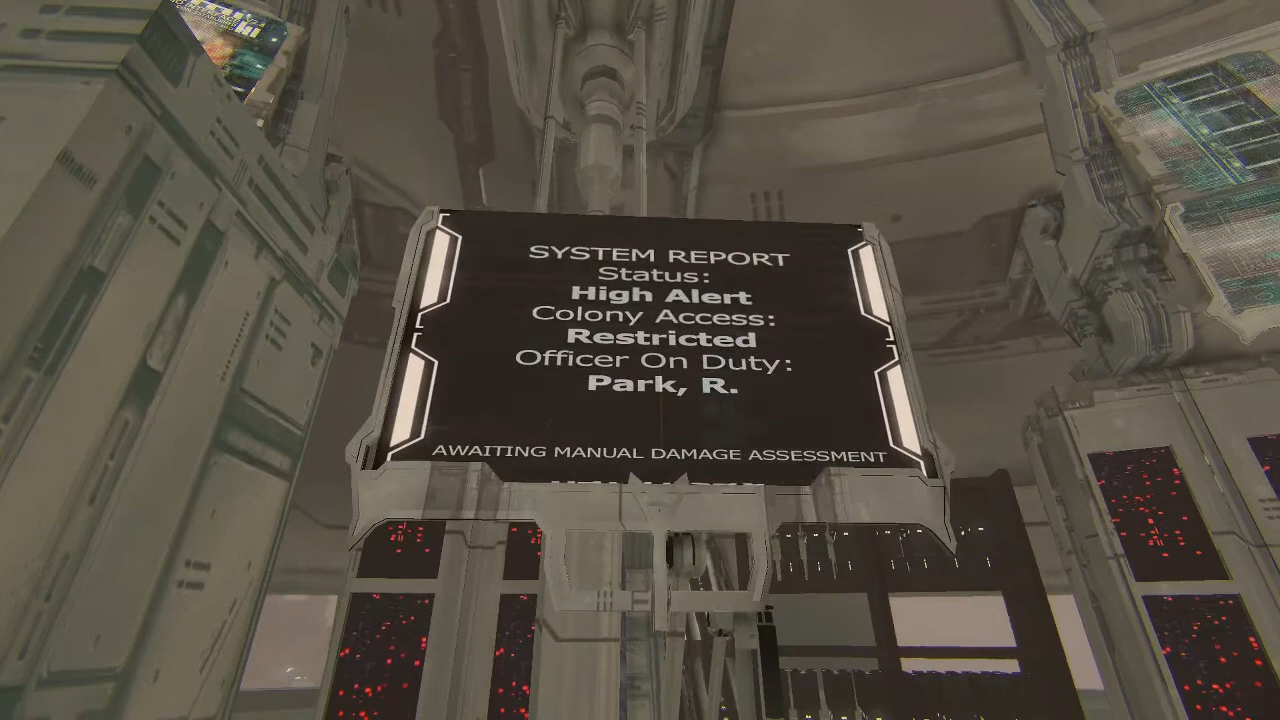 SYSTEM REPORT
Status:
High Alert
Colony Access:
Restricted
Officer On Duty:
Park, R.
AWAITING MANUAL DAMAGE ASSESSMENT